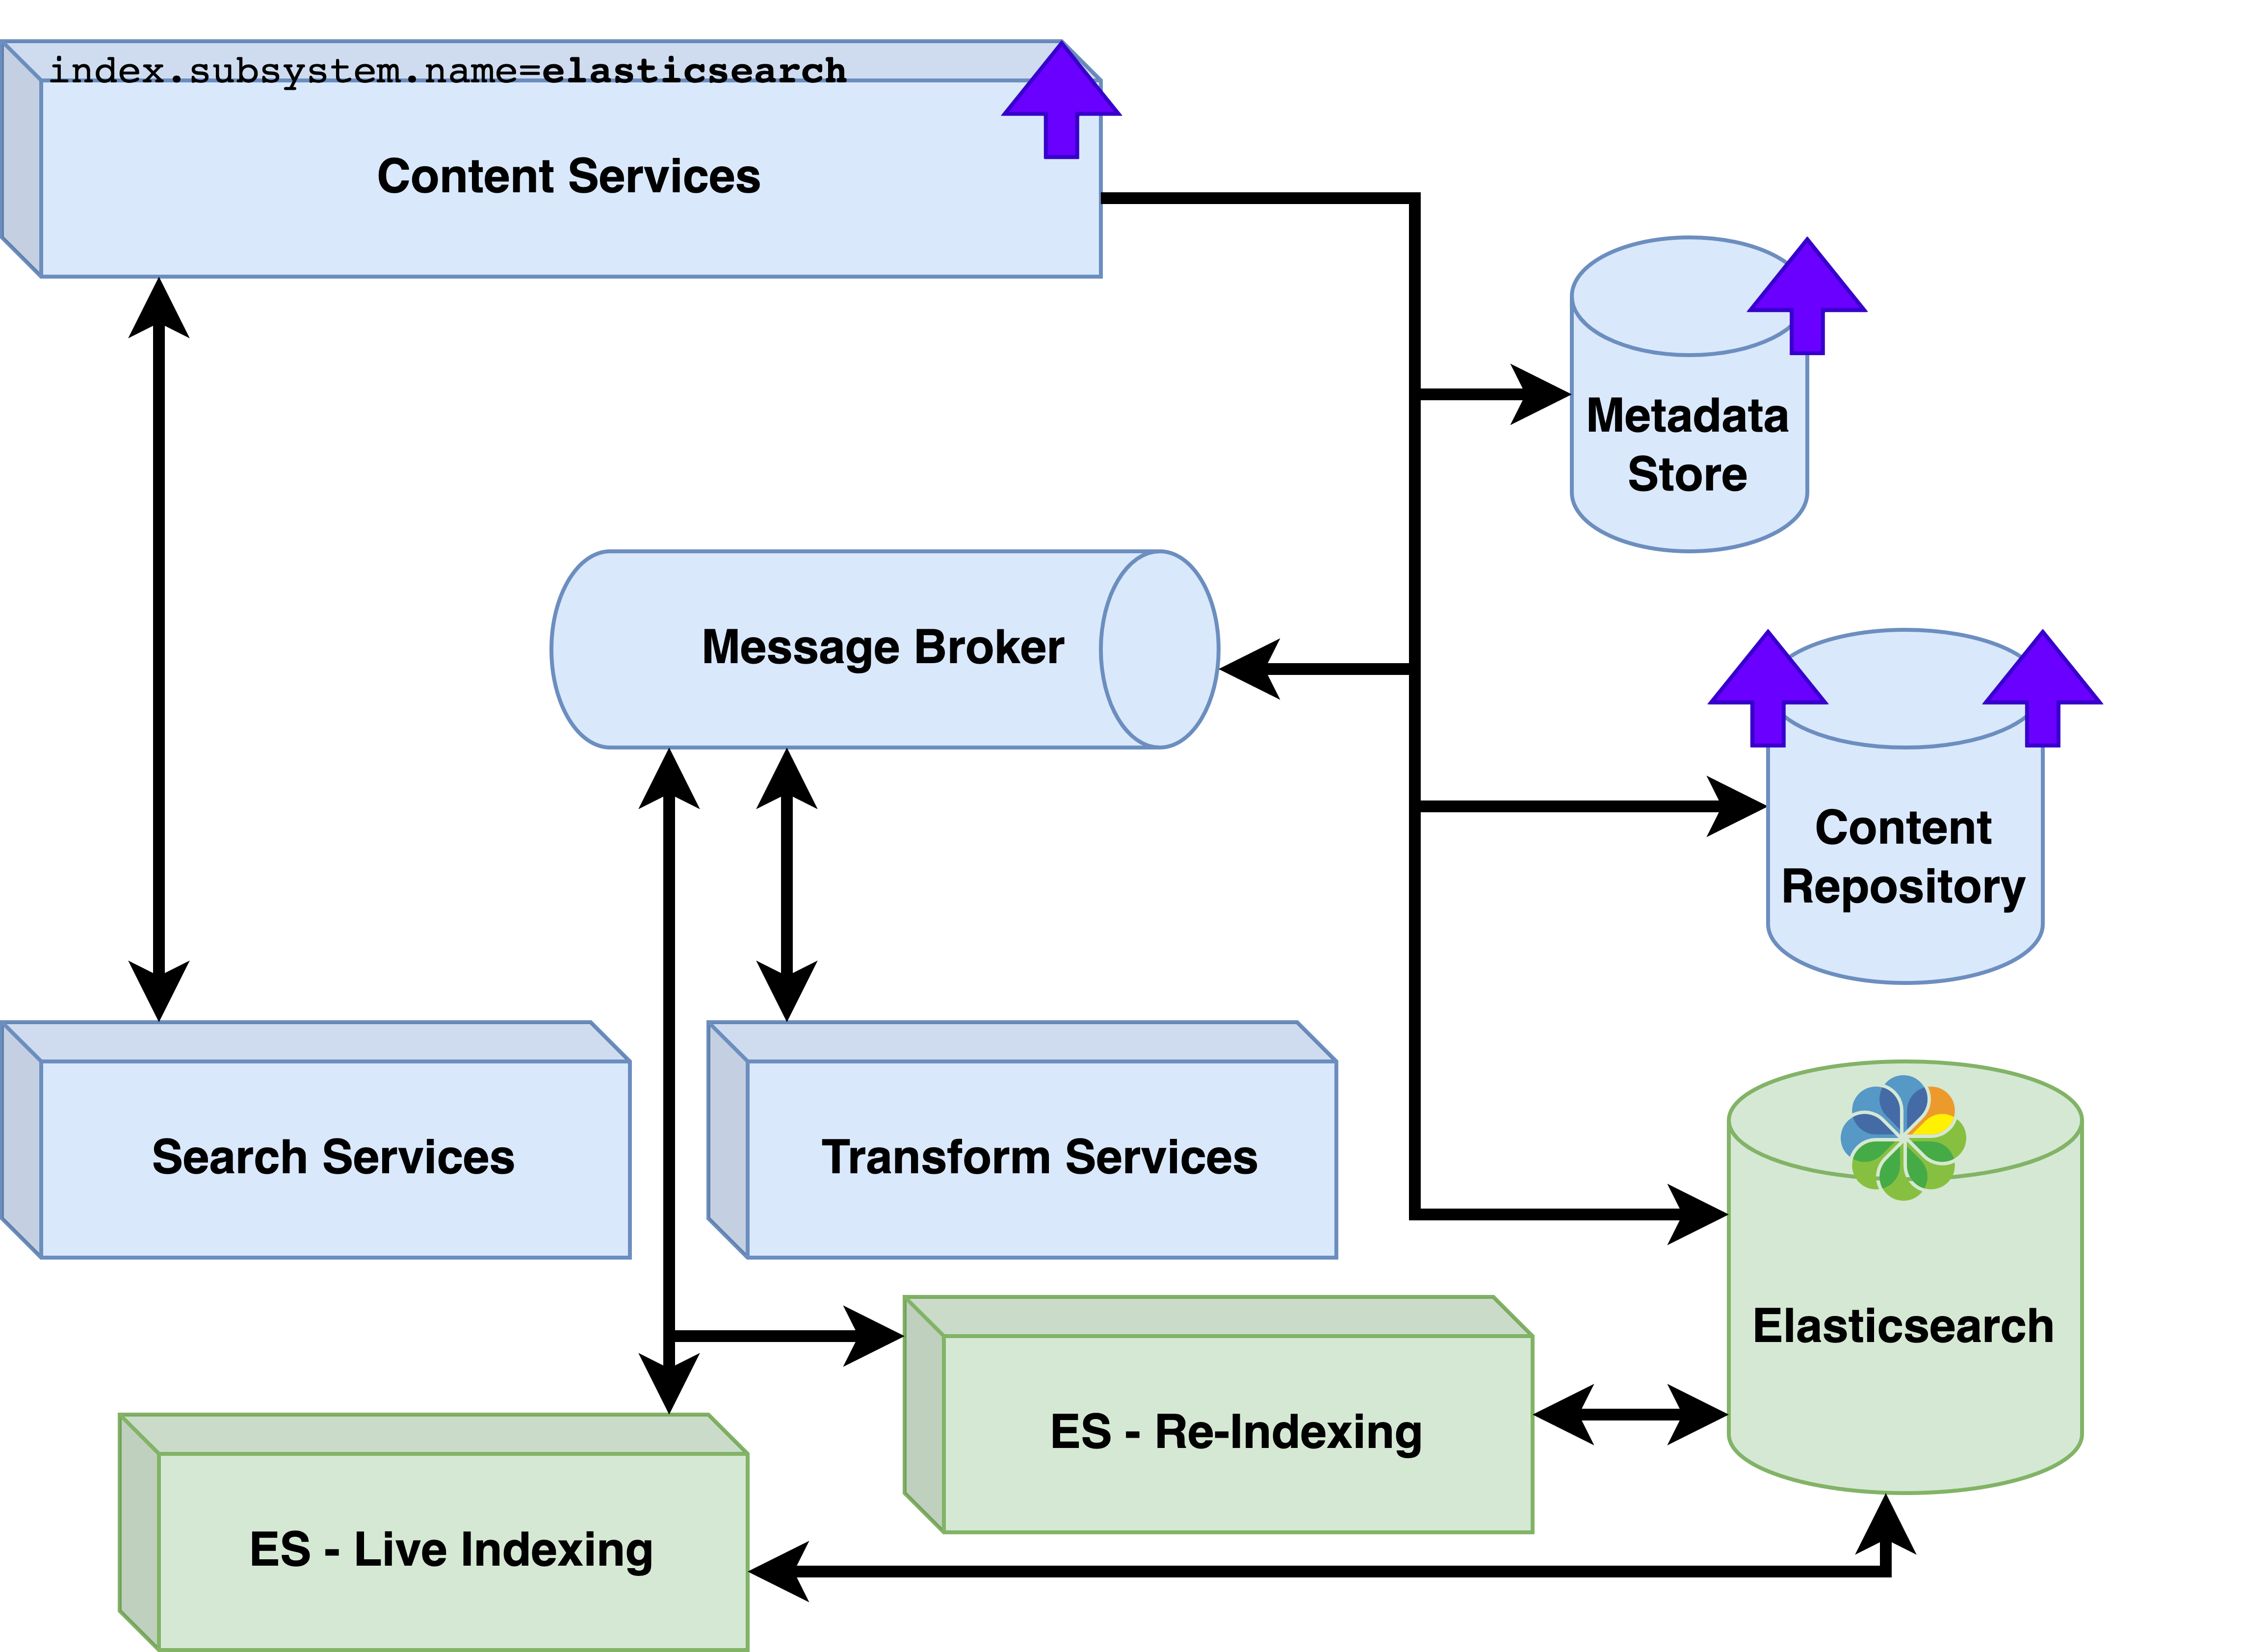 index.subsystem.name=elasticsearch
Content Services
Metadata
Store
Message Broker
Content
Repository
Search Services
Transform Services
Elasticsearch
ES - Re-Indexing
ES - Live Indexing